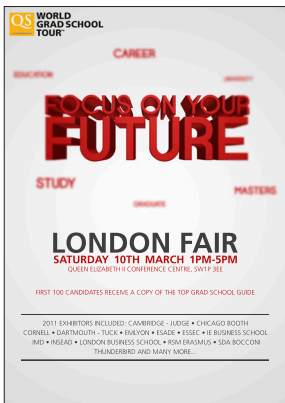 QS WORLD
GRAD SCHOOL
TOUR™
CAREER
EDUCATION
UNIVERSITY
FOCUS ON YOUR
FUTURE
STUDY
MASTERS
GRADUATE
LONDON FAIR
SATURDAY 10TH MARCH 1PM-5PM
QUEEN ELIZABETH II CONFERENCE CENTRE, SW1P 3EE
FIRST 100 CANDIDATES RECEIVE A COPY OF THE TOP GRAD SCHOOL GUIDE
2011 EXHIBITORS INCLUDED: CAMBRIDGE - JUDGE • CHICAGO BOOTH
CORNELL • DARTMOUTH - TUCK • EMLYON • ESADE • ESSEC • IE BUSINESS SCHOOL
IMD • INSEAD • LONDON BUSINESS SCHOOL • RSM ERASMUS • SDA BOCCONI
THUNDERBIRD AND MANY MORE...